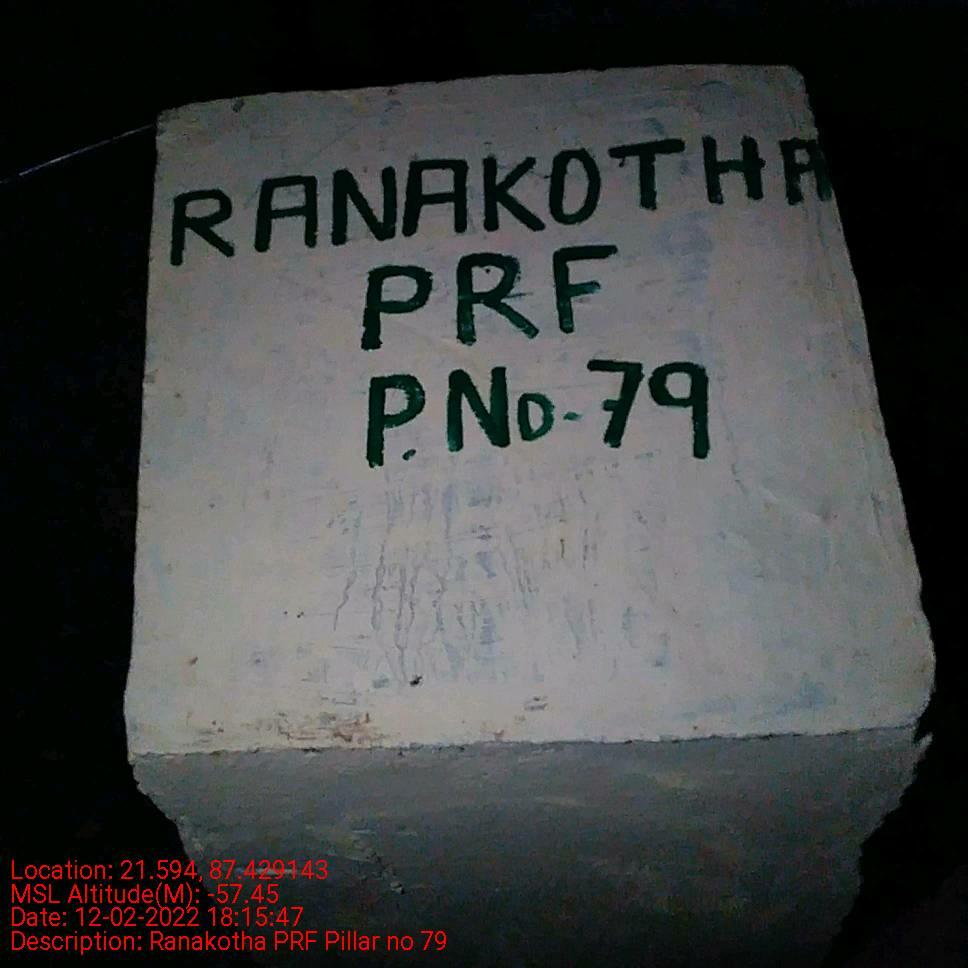 RANAKOTHA
PRF
P.No-79
Location: 21.594, 87.429143
MSL Altitude(M): -57.45
Date: 12-02-2022 18:15:47
Description: Ranakotha PRF Pillar no 79